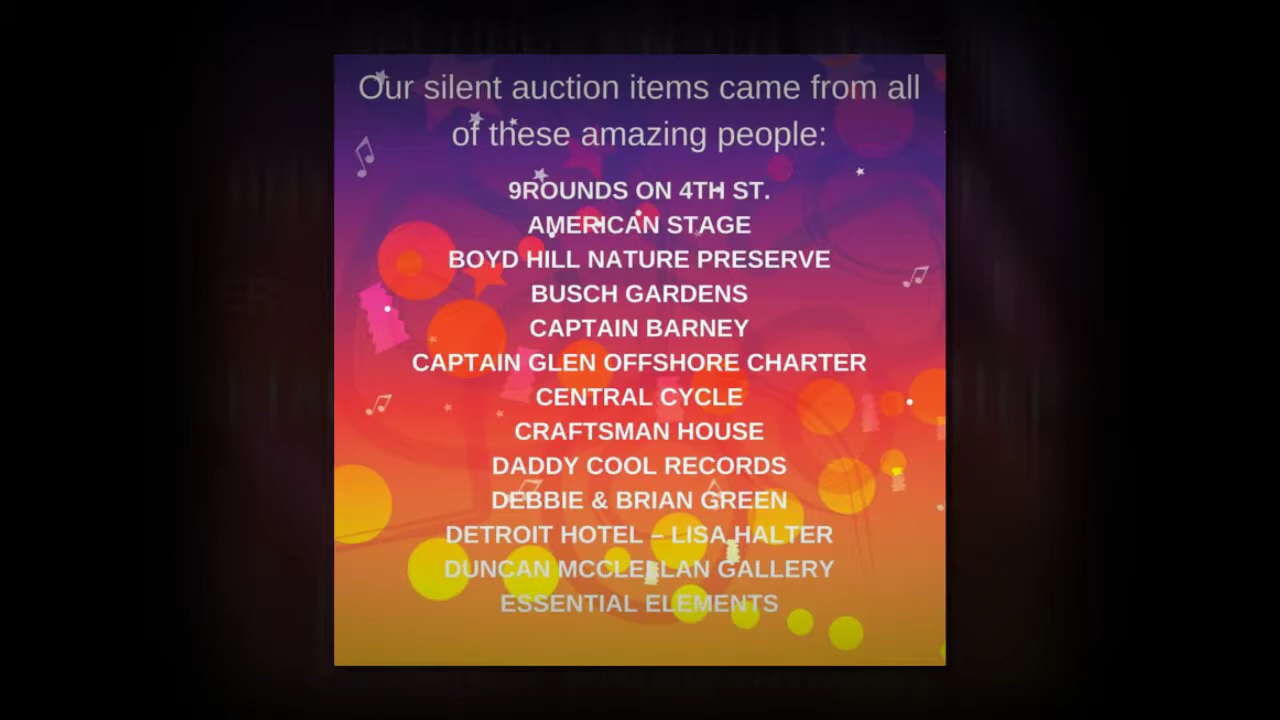 Our silent auction items came from all
of these amazing people:
9ROUNDS ON 4TH ST.
AMERICAN STAGE
BOYD HILL NATURE PRESERVE
BUSCH GARDENS
CAPTAIN BARNEY
CAPTAIN GLEN OFFSHORE CHARTER
CENTRAL CYCLE
CRAFTSMAN HOUSE
DADDY COOL RECORDS
DEBBIE & BRIAN GREEN
DETROIT HOTEL – LISA HALTER
DUNCAN MCCLELLAN GALLERY
ESSENTIAL ELEMENTS